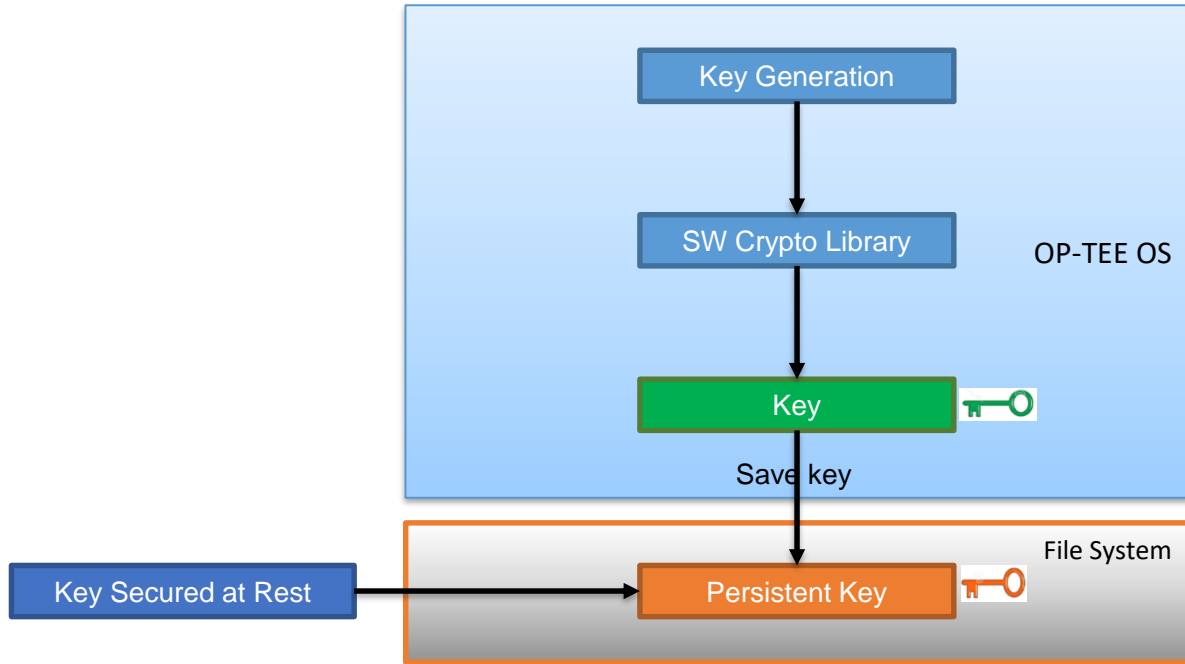 Key Generation
SW Crypto Library
OP-TEE OS
Key
Save key
File System
Key Secured at Rest
Persistent Key